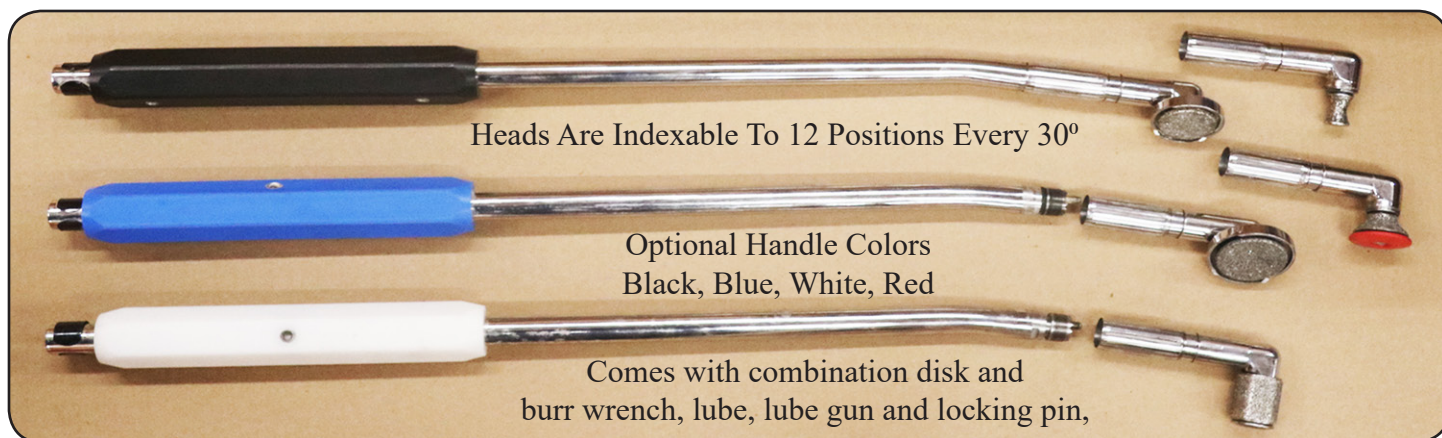 Heads Are Indexable To 12 Positions Every 30º
Optional Handle Colors
Black, Blue, White, Red
Comes with combination disk and
burr wrench, lube, lube gun and locking pin,